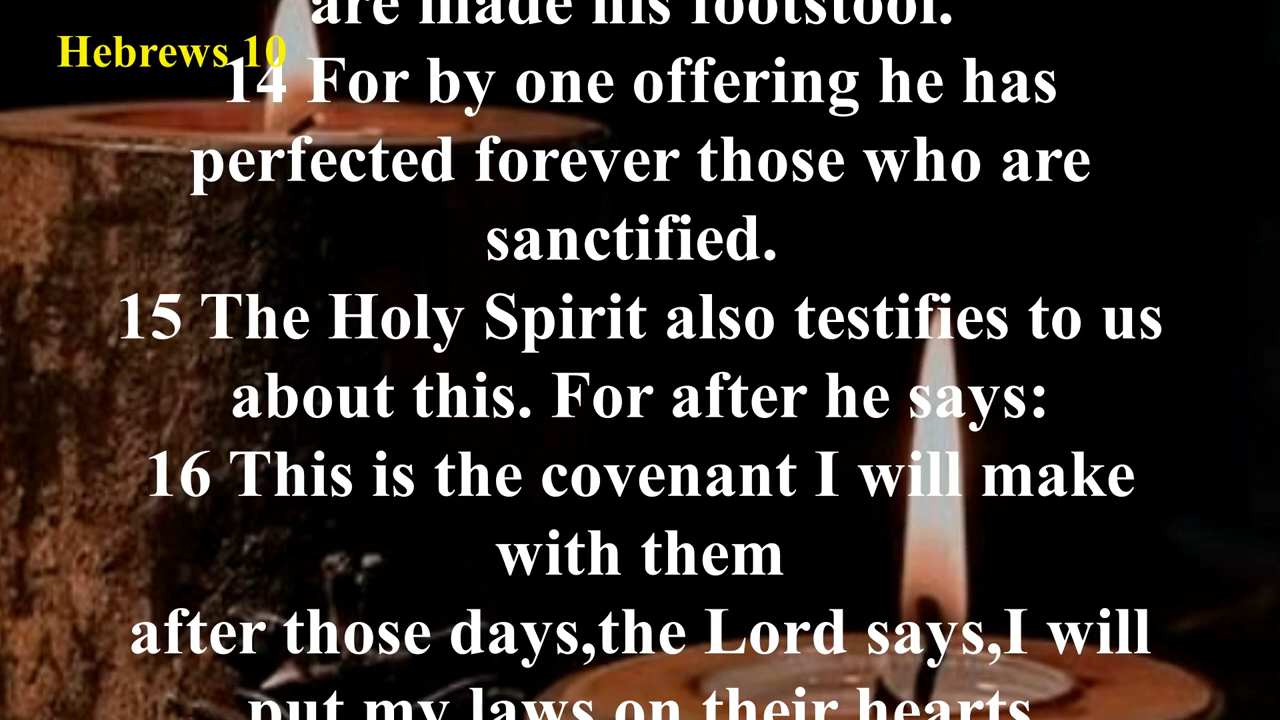 are made his footstool.
Hebrews 10
14 For by one offering he has
perfected forever those who are
sanctified.
15 The Holy Spirit also testifies to us
about this. For after he says:
16 This is the covenant I will make
with them
after those days,the Lord says,I will
put my laws on their hearts